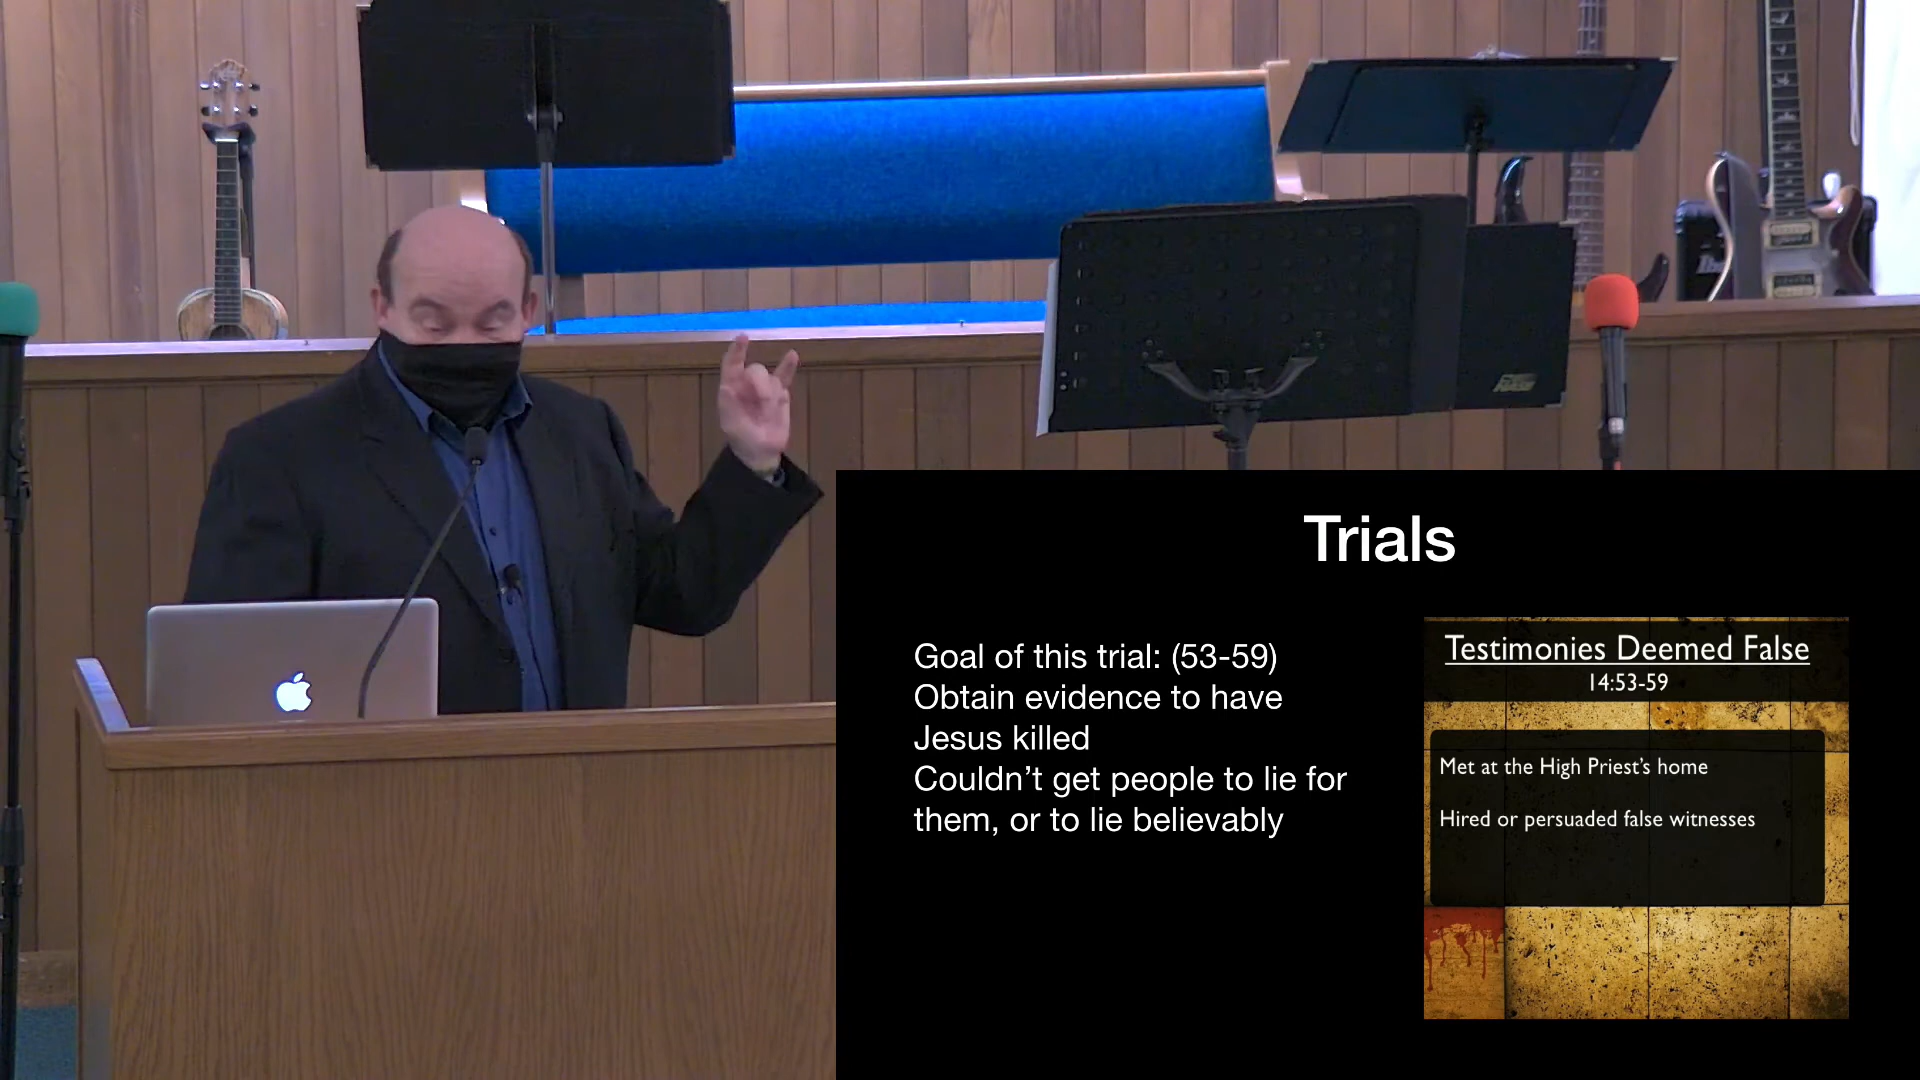 Trials
Goal of this trial: (53-59)
Obtain evidence to have
Jesus killed
Couldn’t get people to lie for
them, or to lie believably
Testimonies Deemed False
14:53-59
Met at the High Priest’s home
Hired or persuaded false witnesses